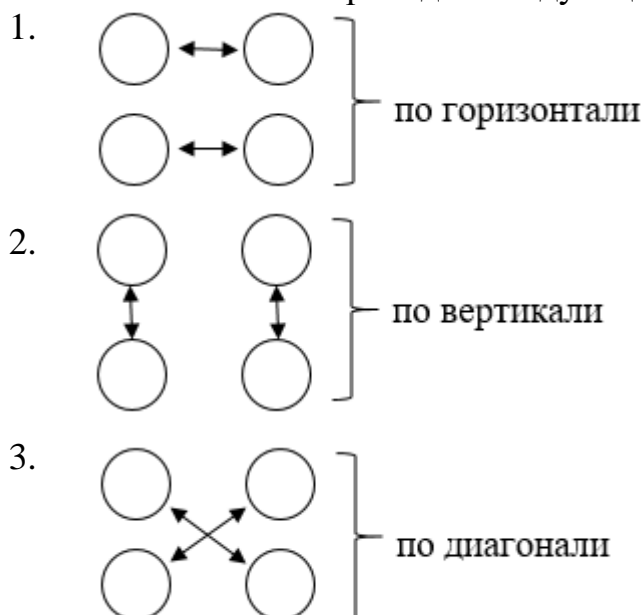 1.
по горизонтали
2.
по вертикали
3.
по диагонали